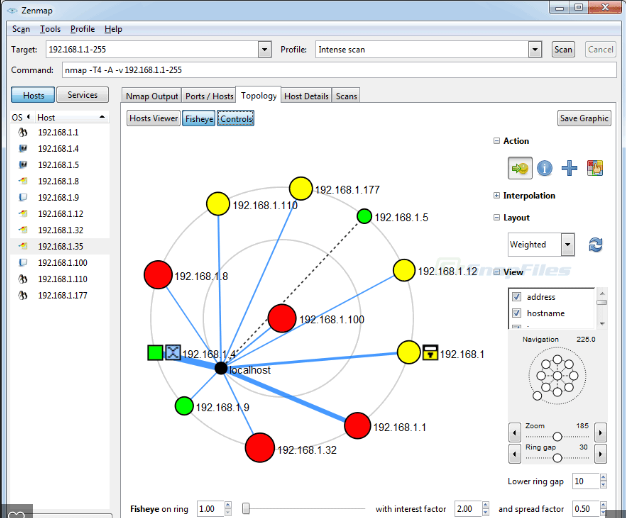 Zenmap
Scan Tools Profile Help
Target: 192.168.1.1-255 Profile: Intense scan Scan Cancel
Command: nmap -T4 -A -v 192.168.1.1-255
Hosts Services
Nmap Output Ports / Hosts Topology Host Details Scans
OS Host
192.168.1.1
192.168.1.4
192.168.1.5
192.168.1.8
192.168.1.9
192.168.1.12
192.168.1.32
192.168.1.35
192.168.1.100
192.168.1.110
192.168.1.177
Hosts Viewer Fisheye Controls Save Graphic
192.168.1.177
192.168.1.110
192.168.1.5
192.168.1.8
192.168.1.12
192.168.1.100
192.168.1.4
192.168.1
localhost
192.168.1.9
192.168.1.1
192.168.1.32
Action
Interpolation
Layout
Weighted
View
address
hostname
Navigation 228.0
Zoom 185
Ring gap 30
Lower ring gap 10
Fisheye on ring 1.00 with interest factor 2.00 and spread factor 0.50